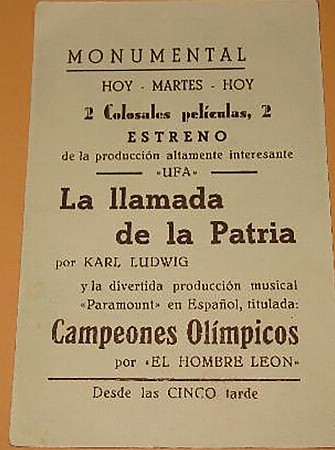 MONUMENTAL
HOY - MARTES - HOY
2 Colosales películas, 2
ESTRENO
de la producción altamente interesante
«UFA»
La llamada
de la Patria
por KARL LUDWIG
y la divertida producción musical
«Paramount» en Español, titulada:
Campeones Olímpicos
por «EL HOMBRE LEON»
Desde las CINCO tarde